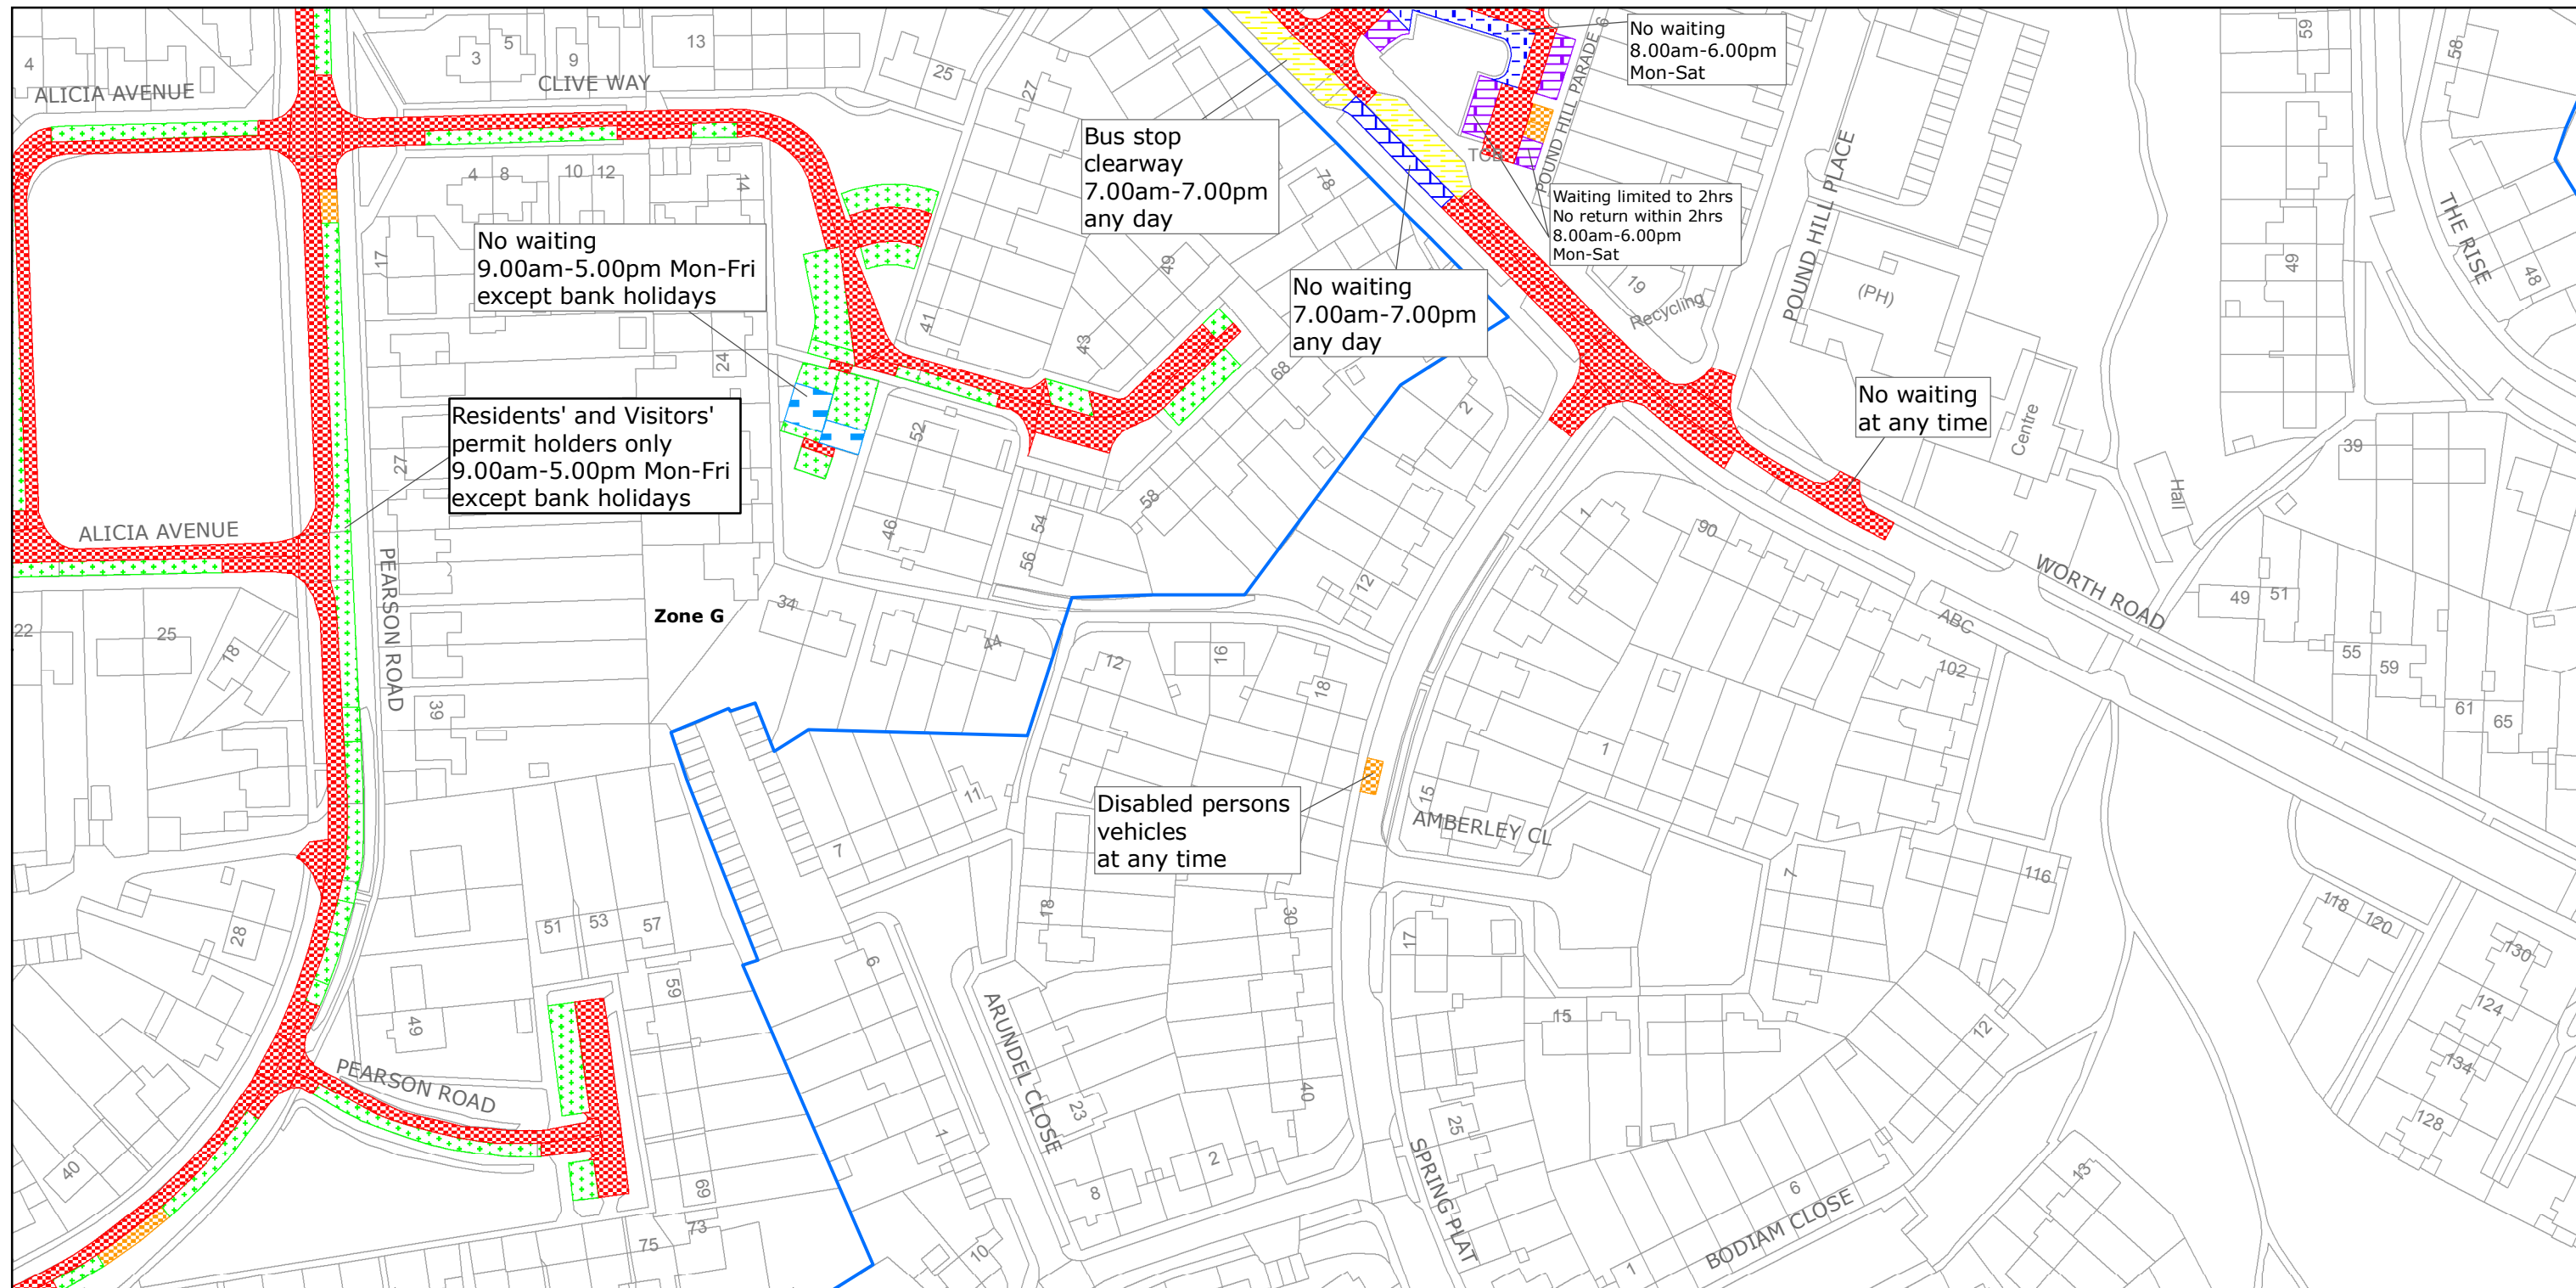 4
3
5
9
13
25
CLIVE WAY
ALICIA AVENUE
27
No waiting
8.00am-6.00pm
Mon-Sat
59
58
Bus stop
clearway
7.00am-7.00pm
any day
POUND HILL PARADE 6
POUND HILL PLACE
THE RISE
48
49
4
8
10
12
14
78
Waiting limited to 2hrs
No return within 2hrs
8.00am-6.00pm
Mon-Sat
No waiting
9.00am-5.00pm Mon-Fri
except bank holidays
17
49
41
43
No waiting
7.00am-7.00pm
any day
19
Recycling
(PH)
24
68
2
No waiting
at any time
Centre
39
Hall
Residents' and Visitors'
permit holders only
9.00am-5.00pm Mon-Fri
except bank holidays
27
52
46
54
56
58
12
1
90
ALICIA AVENUE
PEARSON ROAD
WORTH ROAD
ABC
49
51
55
59
61
65
22
25
18
Zone G
34
44
12
16
18
102
39
11
7
1
15
AMBERLEY CL
Disabled persons
vehicles
at any time
7
116
118
120
130
124
134
128
28
51
53
57
59
49
6
18
30
17
15
12
PEARSON ROAD
ARUNDEL CLOSE
23
40
25
1
2
8
SPRING PLAT
6
13
BODIAM CLOSE
1
40
69
73
75
10